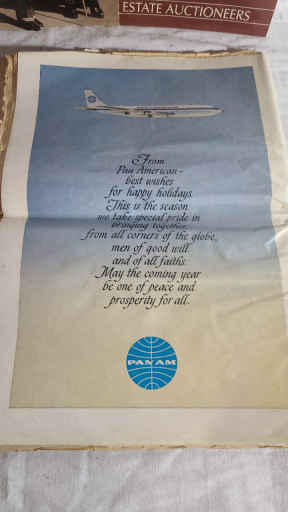 ESTATE AUCTIONEERS
From
Pan American-
best wishes
for happy holidays.
This is the season
we take special pride in
bringing together,
from all corners of the globe,
men of good will
and of all faiths.
May the coming year
be one of peace and
prosperity for all.
PAN AM